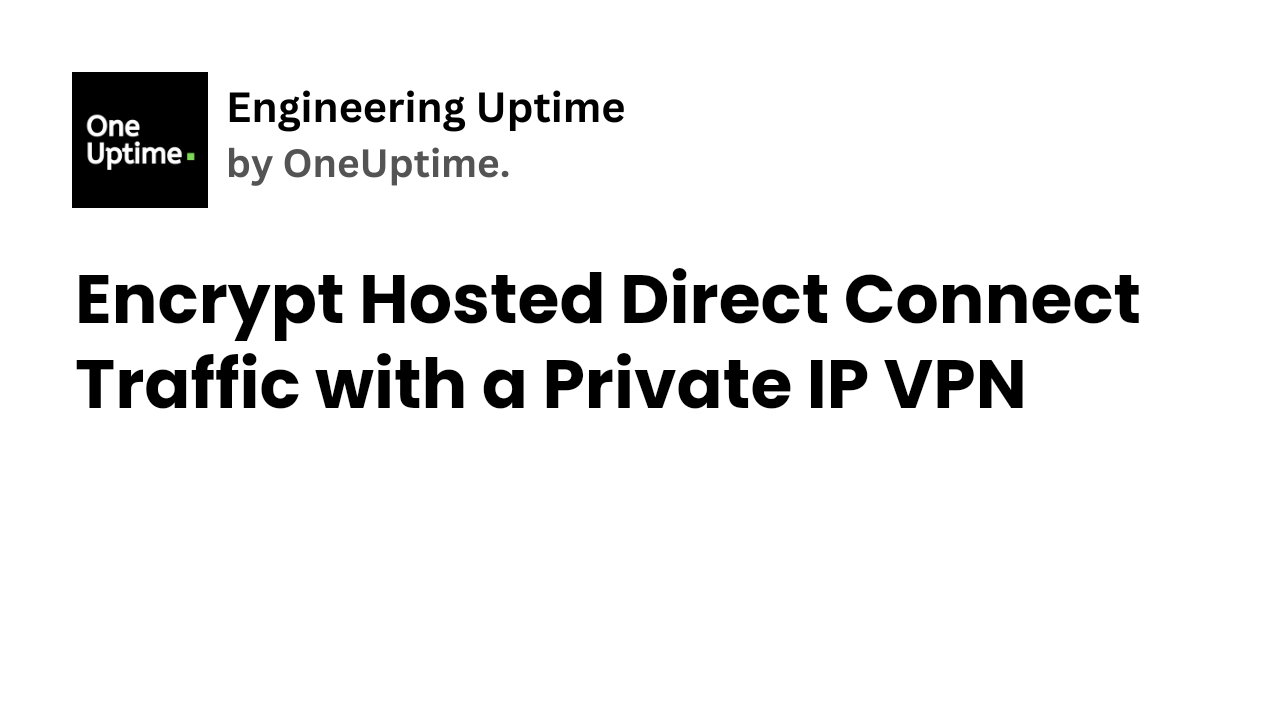 One
Uptime.
Engineering Uptime
by OneUptime.
Encrypt Hosted Direct Connect
Traffic with a Private IP VPN